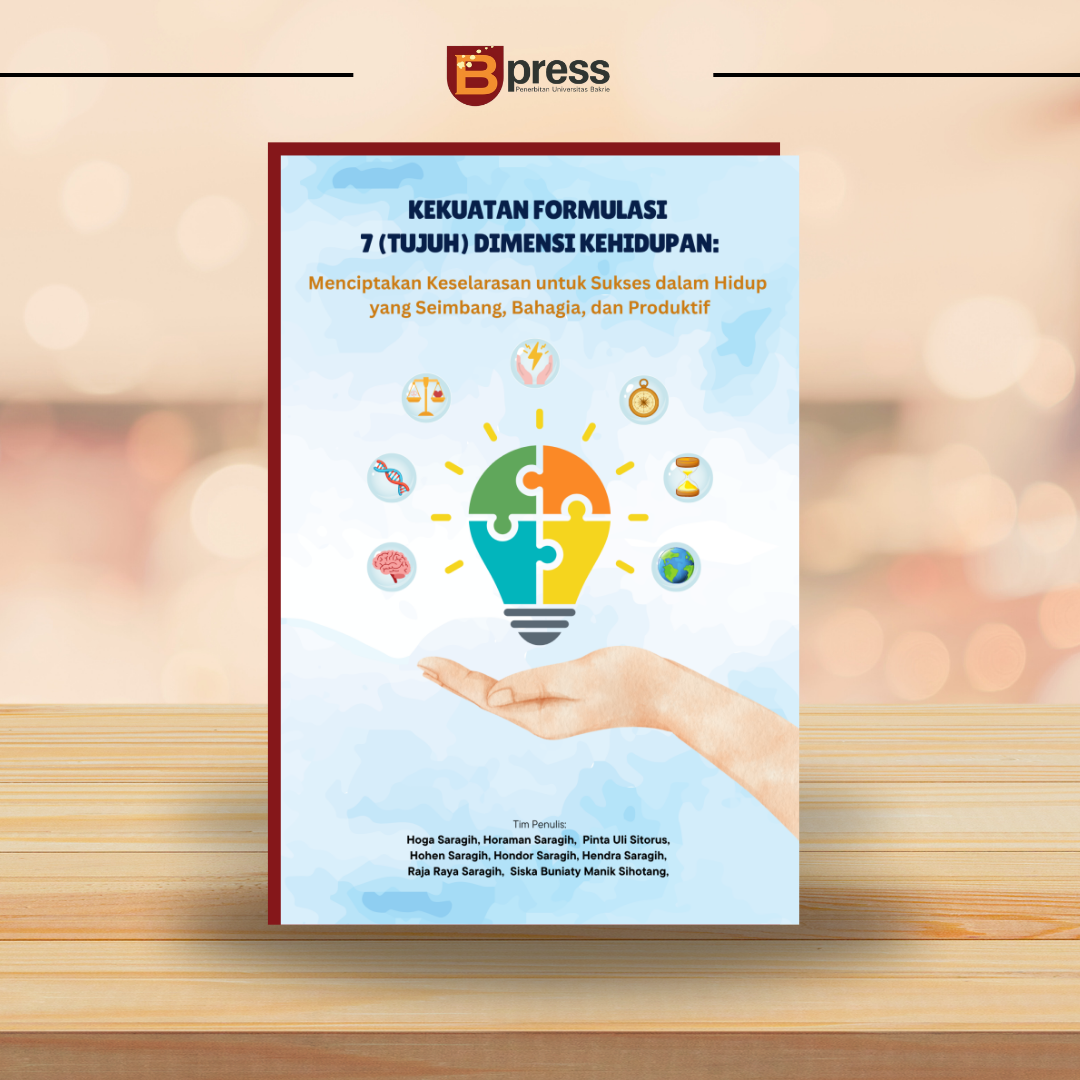 B press
Penerbitan Universitas Bakrie
KEKUATAN FORMULASI
7 (TUJUH) DIMENSI KEHIDUPAN:
Menciptakan Keselarasan untuk Sukses dalam Hidup
yang Seimbang, Bahagia, dan Produktif
Tim Penulis:
Hoga Saragih, Horaman Saragih, Pinta Uli Sitorus,
Hohen Saragih, Hondor Saragih, Hendra Saragih,
Raja Raya Saragih, Siska Buniaty Manik Sihotang,